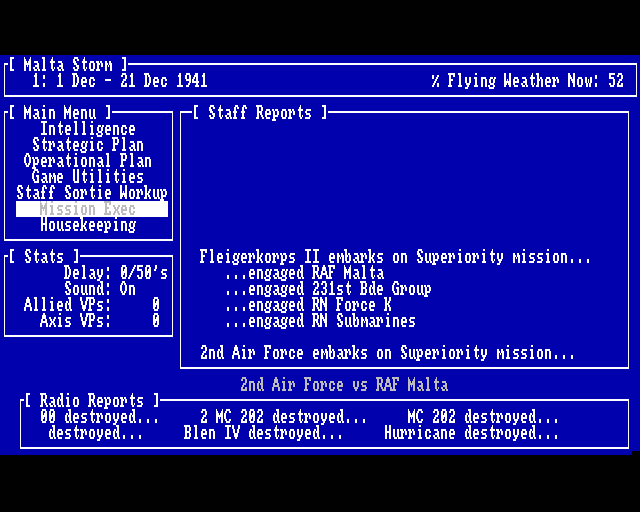 [ Malta Storm ]
1: 1 Dec - 21 Dec 1941 % Flying Weather Now: 52
[ Main Menu ]
Intelligence
Strategic Plan
Operational Plan
Game Utilities
Staff Sortie Workup
Mission Exec
Housekeeping
[ Stats ]
Delay: 0/50's
Sound: On
Allied VPs: 0
Axis VPs: 0
[ Staff Reports ]
Fleigerkorps II embarks on Superiority mission...
...engaged RAF Malta
...engaged 231st Bde Group
...engaged RN Force K
...engaged RN Submarines
2nd Air Force embarks on Superiority mission...
2nd Air Force vs RAF Malta
[ Radio Reports ]
00 destroyed... 2 MC 202 destroyed... MC 202 destroyed...
destroyed... Blen IV destroyed... Hurricane destroyed...